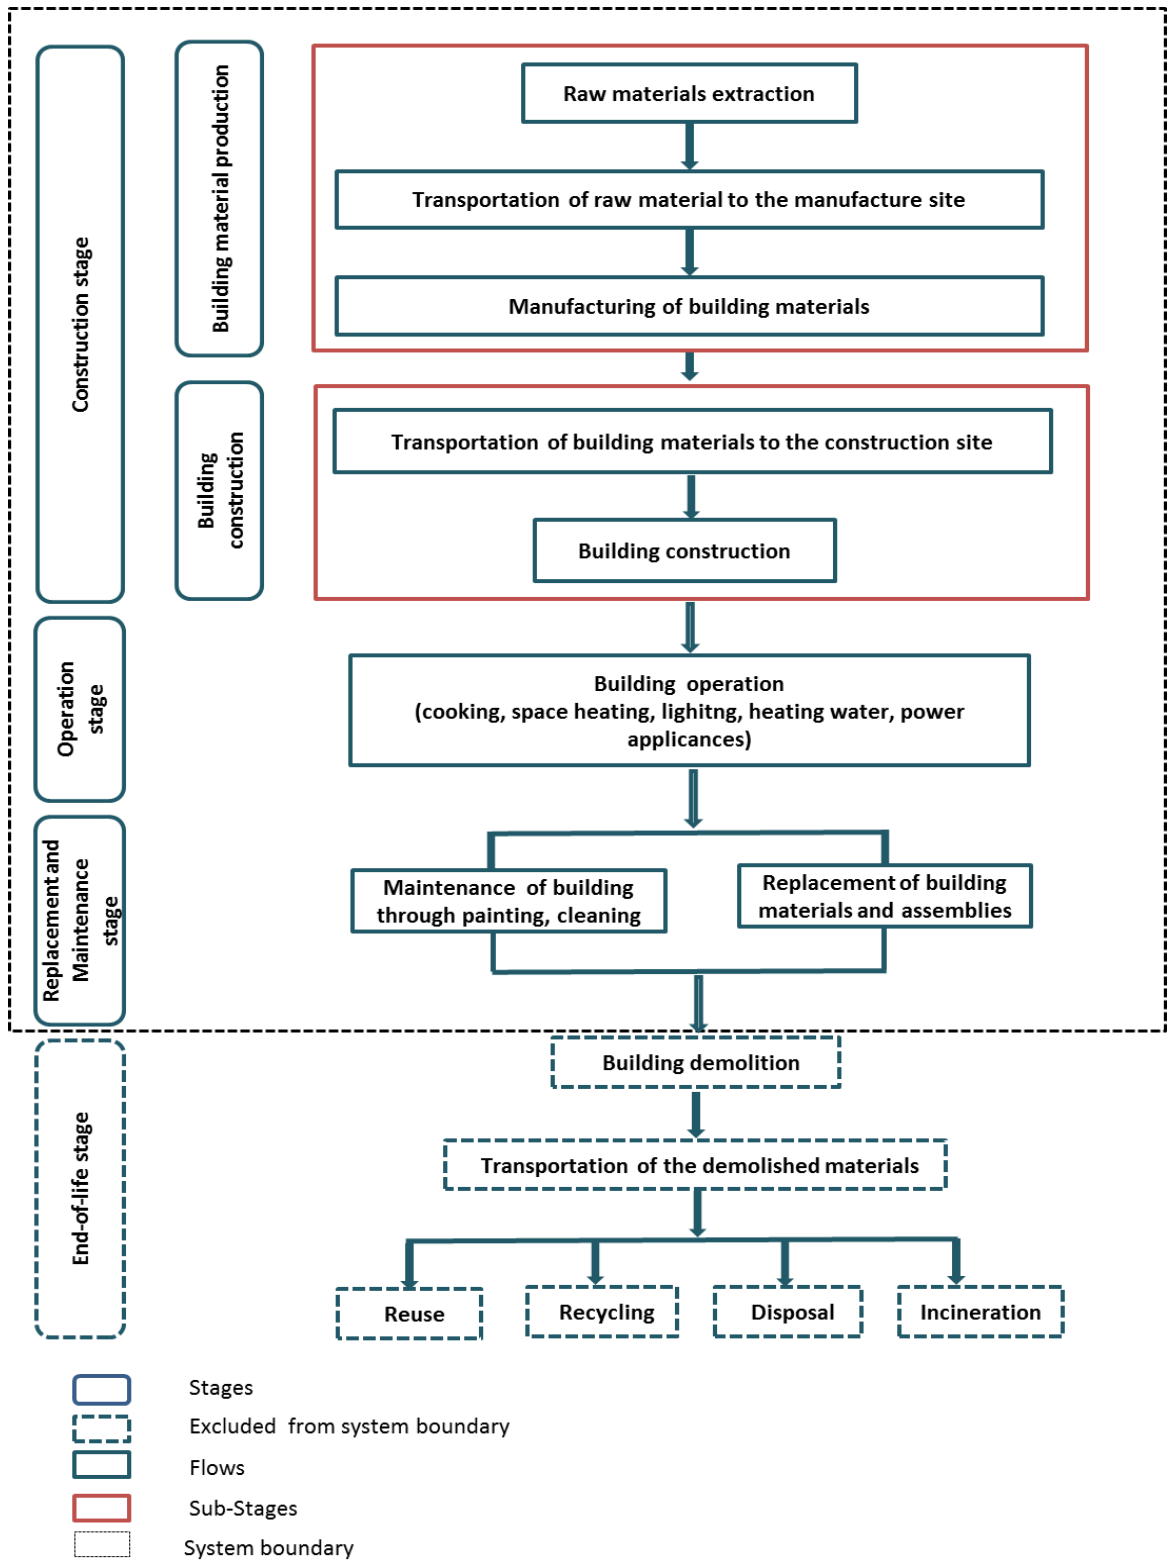 Construction stage
Building material production
Raw materials extraction
Transportation of raw material to the manufacture site
Manufacturing of building materials
Building
construction
Transportation of building materials to the construction site
Building construction
Operation
stage
Building operation
(cooking, space heating, lighitng, heating water, power
applicances)
Replacement and
Maintenance
stage
Maintenance of building
through painting, cleaning
Replacement of building
materials and assemblies
End-of-life stage
Building demolition
Transportation of the demolished materials
Reuse
Recycling
Disposal
Incineration
Stages
Excluded from system boundary
Flows
Sub-Stages
System boundary